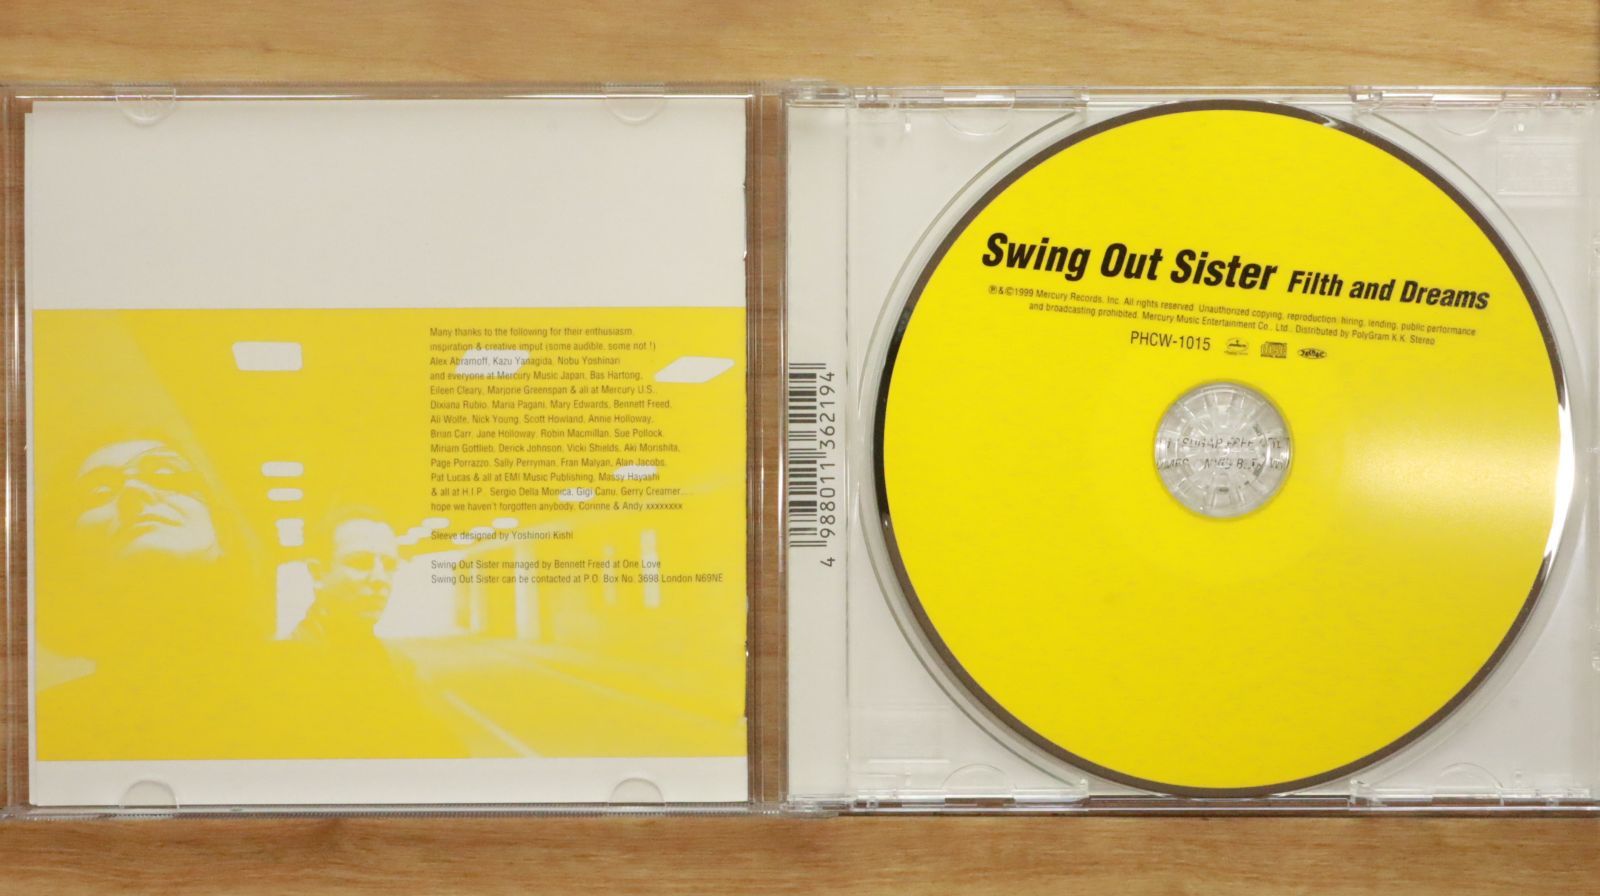 Many thanks to the following for their enthusiasm,
inspiration & creative imput (some audible, some not !)
Alex Abramoff, Kazu Yanagida, Nobu Yoshinari
and everyone at Mercury Music Japan, Bas Hartong,
Eileen Cleary, Marjorie Greenspan & all at Mercury U.S.
Dixiana Rubio, Maria Pagani, Mary Edwards, Bennett Freed,
Ali Wolfe, Nick Young, Scott Howland, Annie Holloway,
Brian Carr, Jane Holloway, Robin Macmillan, Sue Pollock,
Miriam Gottlieb, Derick Johnson, Vicki Shields, Aki Morishita,
Page Porrazzo, Sally Perryman, Fran Malyan, Alan Jacobs,
Pat Lucas & all at EMI Music Publishing, Massy Hayashi
& all at H.I.P. Sergio Della Monica, Gigi Canu, Gerry Creamer.....
hope we haven't forgotten anybody, Corinne & Andy xxxxxxxx
Sleeve designed by Yoshinori Kishi
Swing Out Sister managed by Bennett Freed at One Love
Swing Out Sister can be contacted at P.O. Box No. 3698 London N69NE
4 988011 362194
Swing Out Sister Filth and Dreams
℗&©1999 Mercury Records, Inc. All rights reserved. Unauthorized copying, reproduction, hiring, lending, public performance
and broadcasting prohibited. Mercury Music Entertainment Co., Ltd., Distributed by PolyGram K.K. Stereo
PHCW-1015